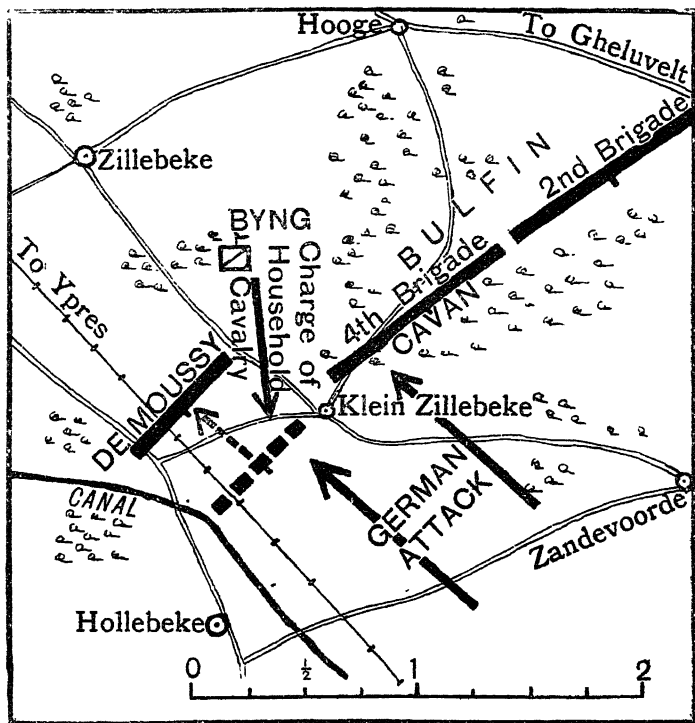 Hooge
To Gheluvelt
Zillebeke
2nd Brigade
BULFIN
BYNG
Charge of
Household
Cavalry
4th Brigade
CAVAN
To Ypres
DE MOUSSY
Klein Zillebeke
GERMAN
ATTACK
CANAL
Zandevoorde
Hollebeke
0 ½ 1 2